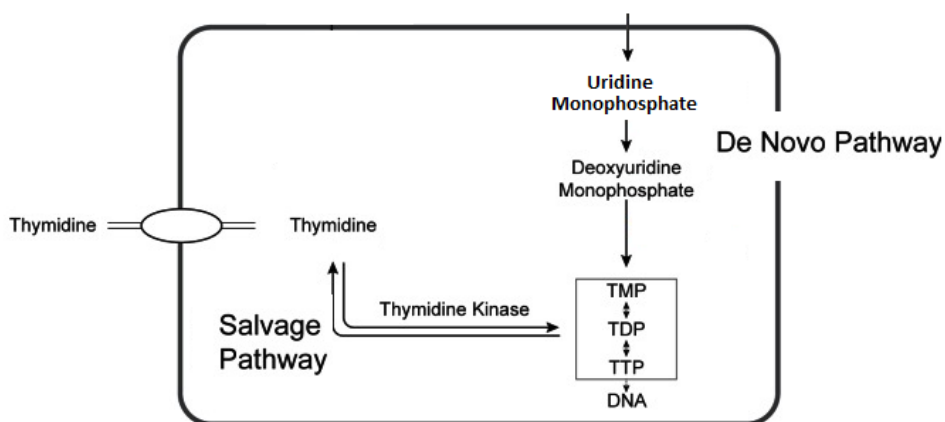 Uridine
Monophosphate
De Novo Pathway
Deoxyuridine
Monophosphate
Thymidine
Thymidine
TMP
Thymidine Kinase
Salvage
Pathway
TDP
TTP
DNA